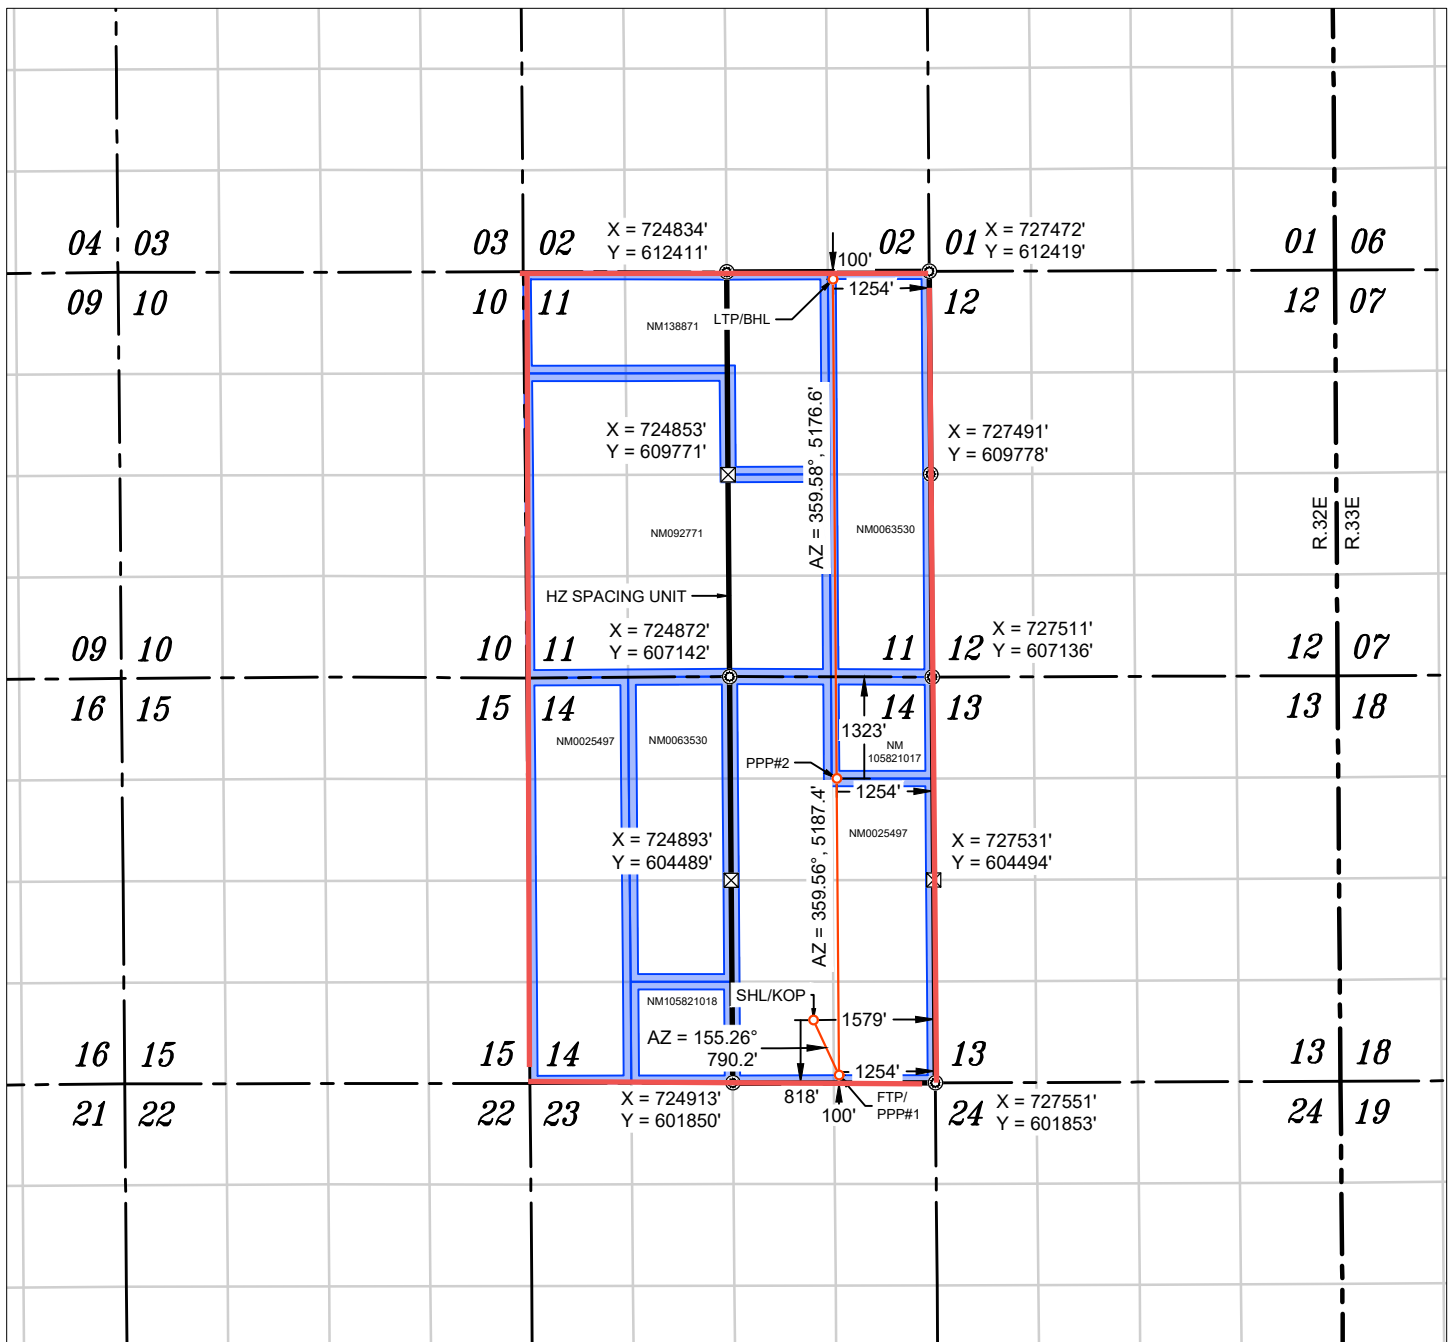 X = 724834'
Y = 612411'
X = 727472'
Y = 612419'
04 03
03 02
02 01
01 06
100'
09 10
10 11
12
12 07
1254'
LTP/BHL
NM138871
AZ = 359.58°, 5176.6'
X = 724853'
Y = 609771'
X = 727491'
Y = 609778'
R.32E
R.33E
NM092771
NM0063530
HZ SPACING UNIT
X = 724872'
Y = 607142'
X = 727511'
Y = 607136'
09 10
10 11
11 12
12 07
16 15
15 14
14 13
13 18
1323'
NM0025497
NM0063530
NM
105821017
PPP#2
1254'
AZ = 359.56°, 5187.4'
NM0025497
X = 724893'
Y = 604489'
X = 727531'
Y = 604494'
NM105821018
SHL/KOP
1579'
AZ = 155.26°
790.2'
16 15
15 14
13
13 18
1254'
818'
100'
FTP/
PPP#1
21 22
22 23
24
24 19
X = 724913'
Y = 601850'
X = 727551'
Y = 601853'